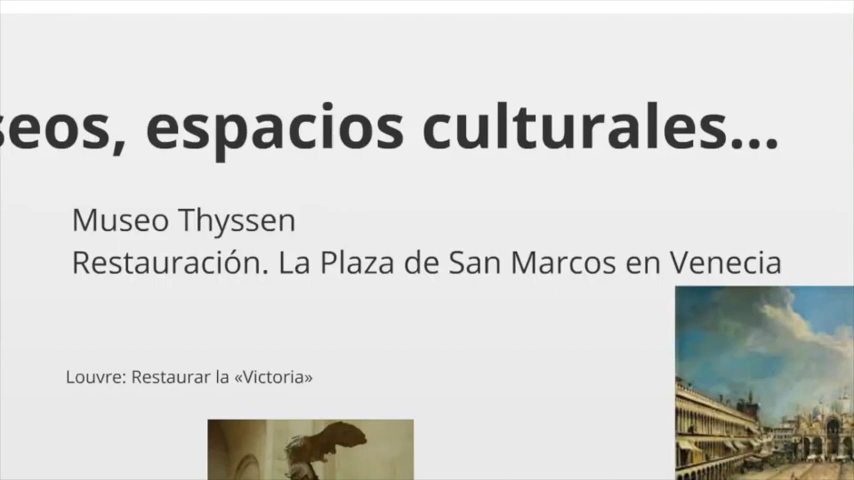 seos, espacios culturales...
Museo Thyssen
Restauración. La Plaza de San Marcos en Venecia
Louvre: Restaurar la «Victoria»